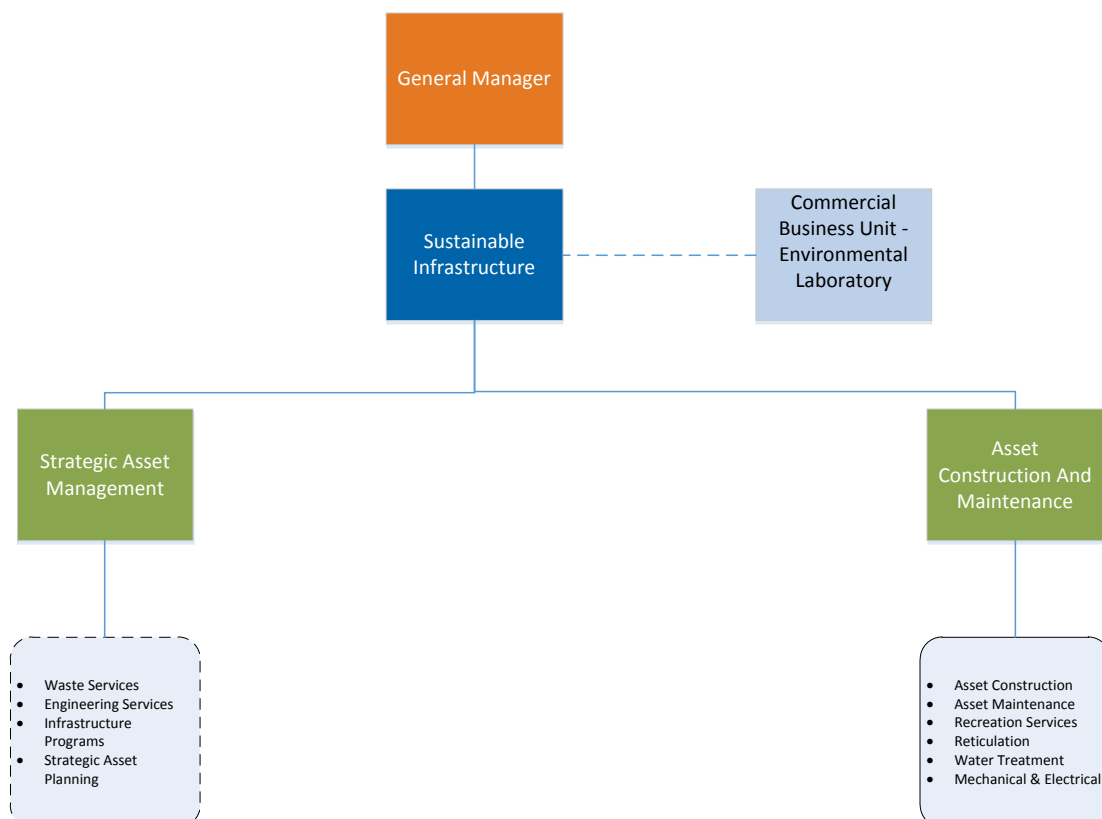 General Manager
Sustainable
Infrastructure
Commercial
Business Unit -
Environmental
Laboratory
Strategic Asset
Management
Asset
Construction And
Maintenance
• Waste Services
• Engineering Services
• Infrastructure
Programs
• Strategic Asset
Planning
• Asset Construction
• Asset Maintenance
• Recreation Services
• Reticulation
• Water Treatment
• Mechanical & Electrical